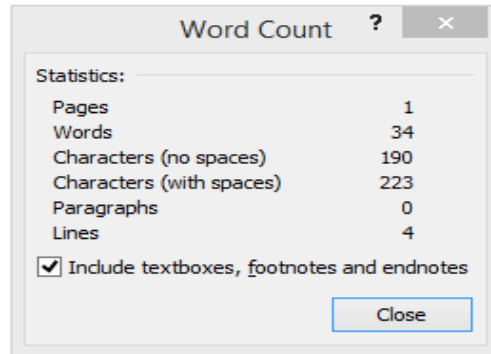 Word Count ? ×
Statistics:
Pages 1
Words 34
Characters (no spaces) 190
Characters (with spaces) 223
Paragraphs 0
Lines 4
Include textboxes, footnotes and endnotes
Close